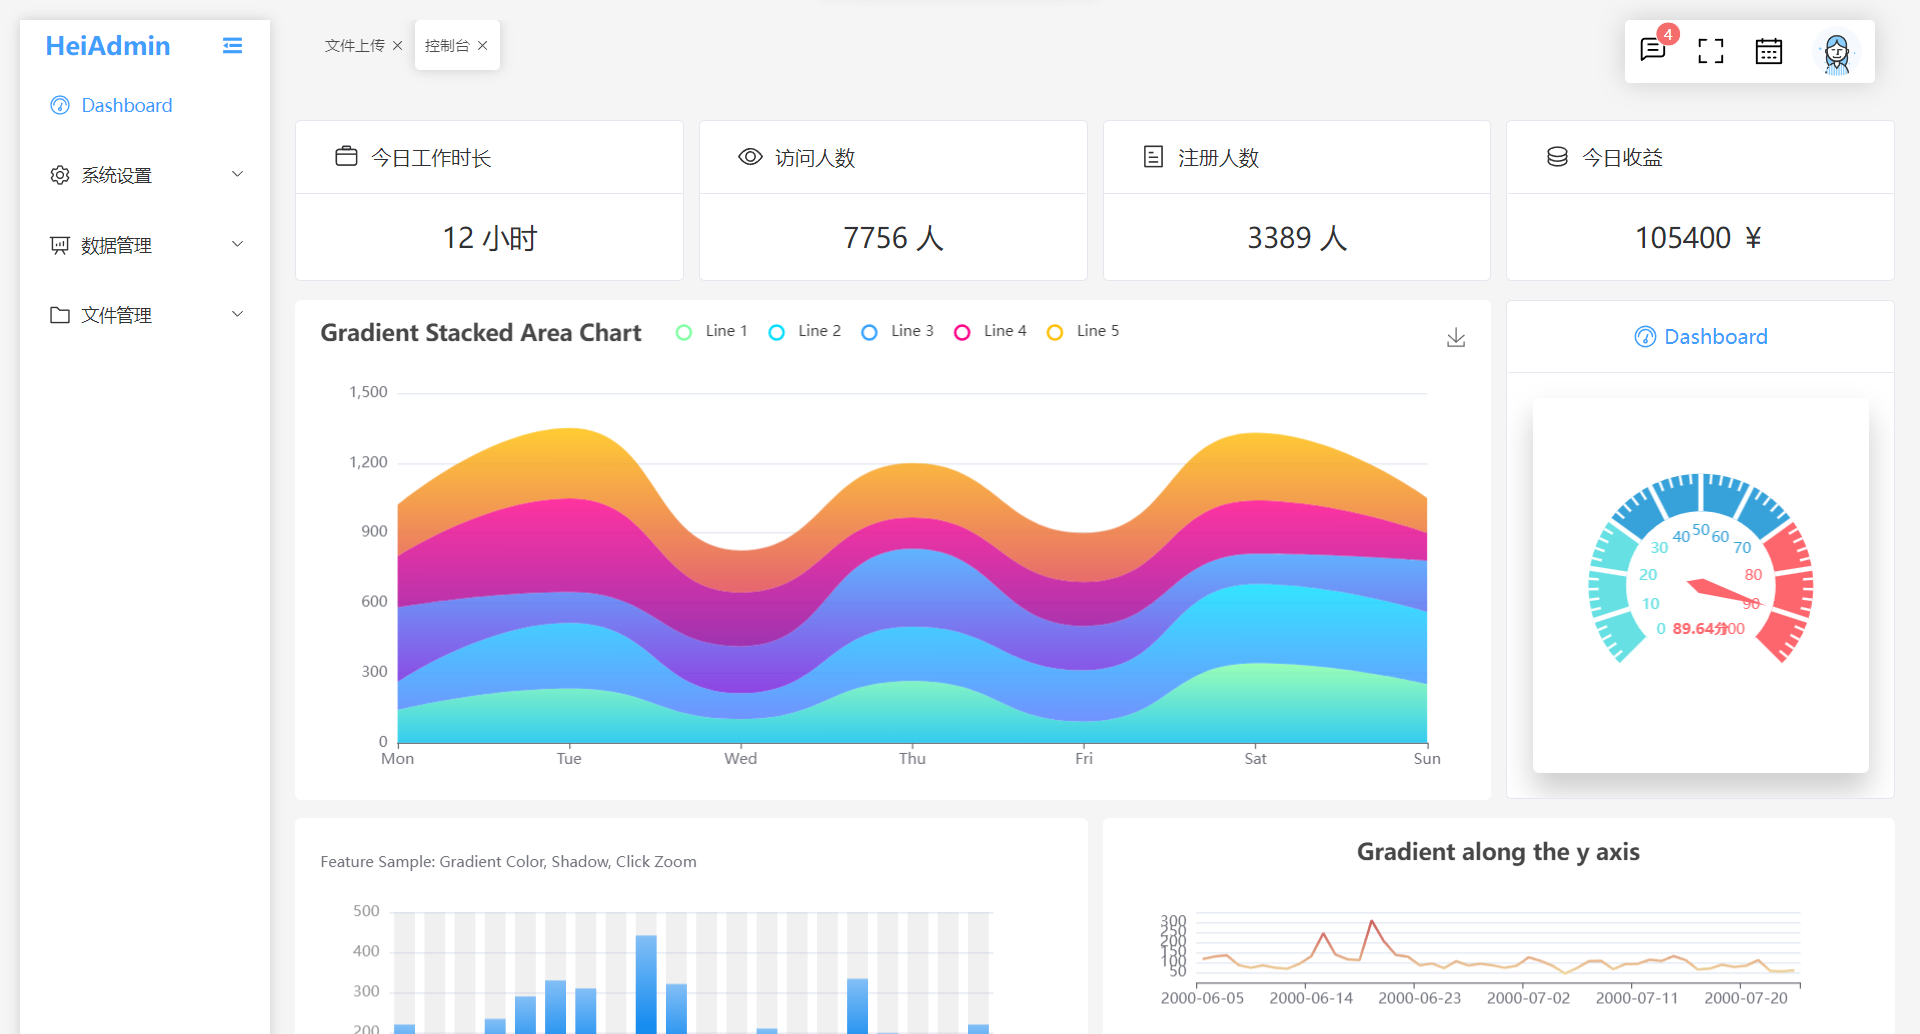 HeiAdmin
Dashboard
系统设置
数据管理
文件管理
文件上传
控制台
4
今日工作时长
12 小时
访问人数
7756 人
注册人数
3389 人
今日收益
105400 ¥
Gradient Stacked Area Chart
Line 1
Line 2
Line 3
Line 4
Line 5
1,500
1,200
900
600
300
0
Mon
Tue
Wed
Thu
Fri
Sat
Sun
Dashboard
0
10
20
30
40
50
60
70
80
90
100
89.64分
Feature Sample: Gradient Color, Shadow, Click Zoom
500
400
300
200
Gradient along the y axis
300
250
200
150
100
50
2000-06-05
2000-06-14
2000-06-23
2000-07-02
2000-07-11
2000-07-20